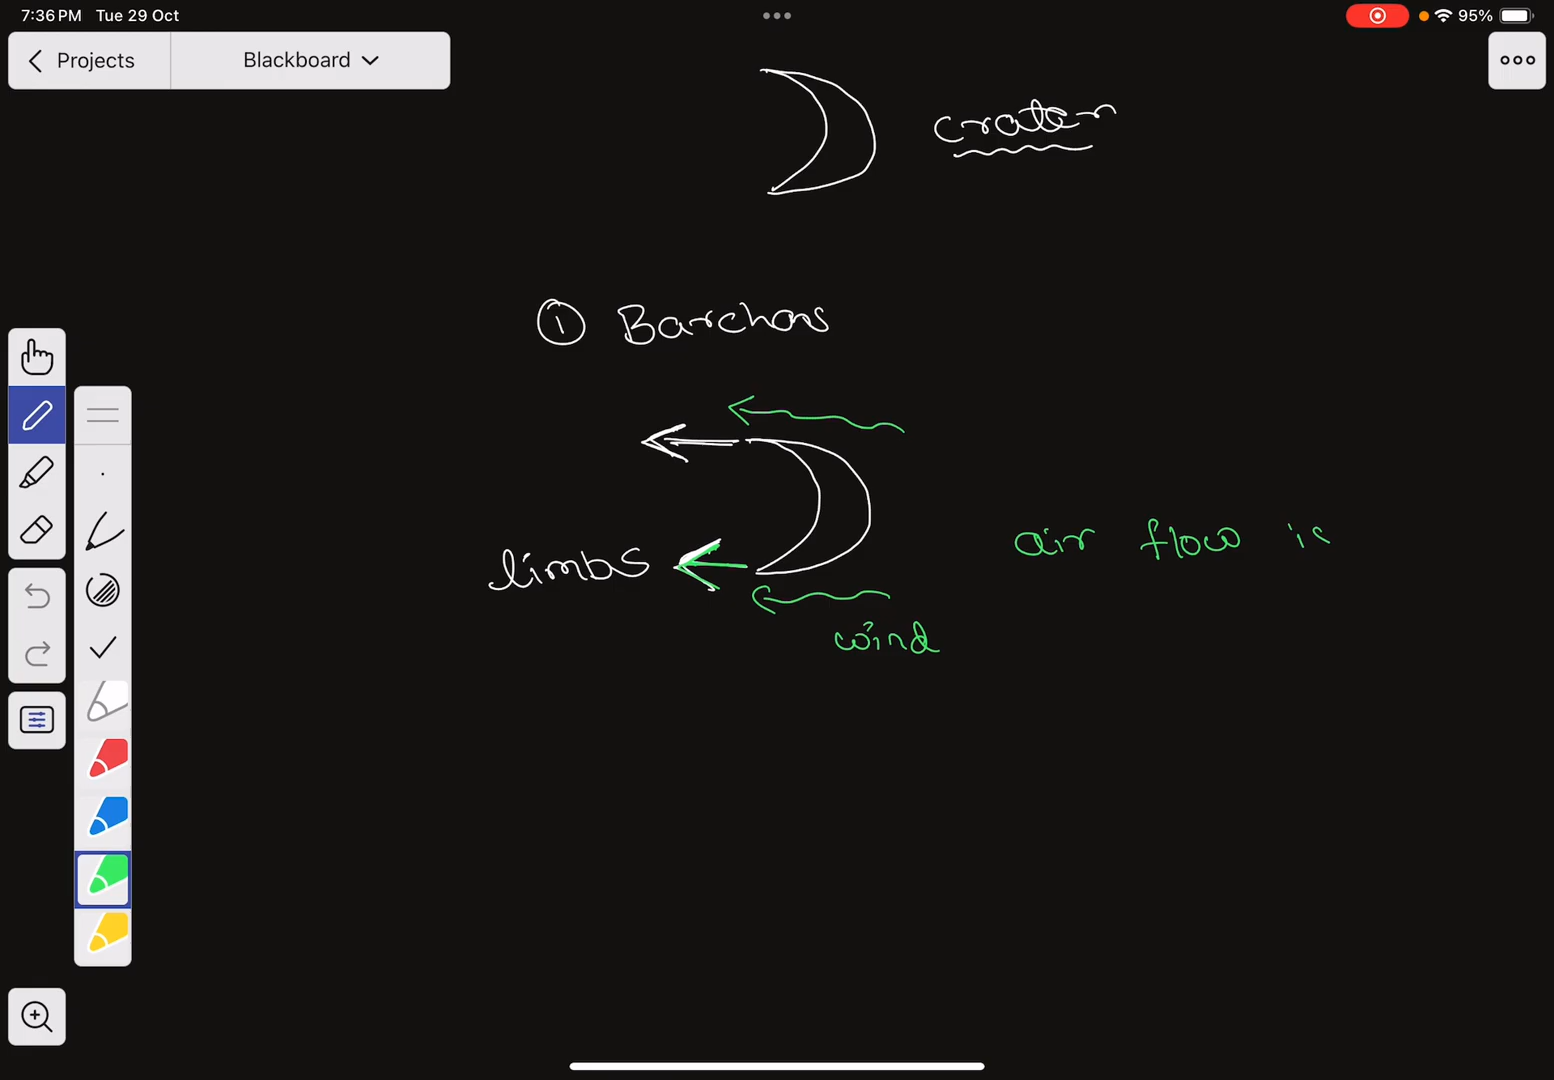 7:36 PM Tue 29 Oct
95%
Projects
Blackboard
crater
① Barchans
limbs
air flow is
wind